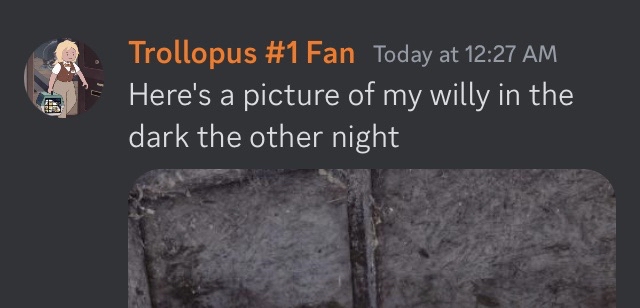 Trollopus #1 Fan Today at 12:27 AM
Here's a picture of my willy in the
dark the other night